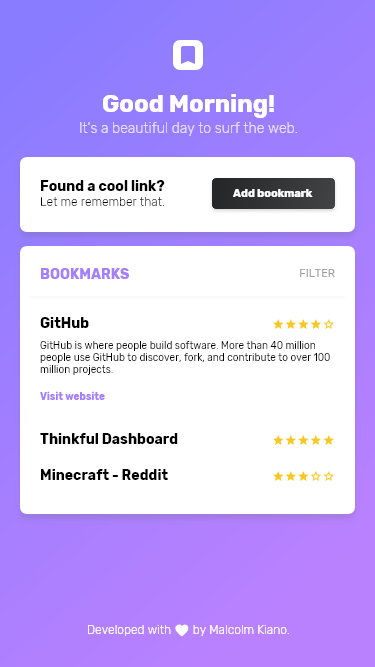 Good Morning!
It's a beautiful day to surf the web.
Found a cool link?
Let me remember that.
Add bookmark
BOOKMARKS
FILTER
GitHub
GitHub is where people build software. More than 40 million
people use GitHub to discover, fork, and contribute to over 100
million projects.
Visit website
Thinkful Dashboard
Minecraft - Reddit
Developed with by Malcolm Kiano.